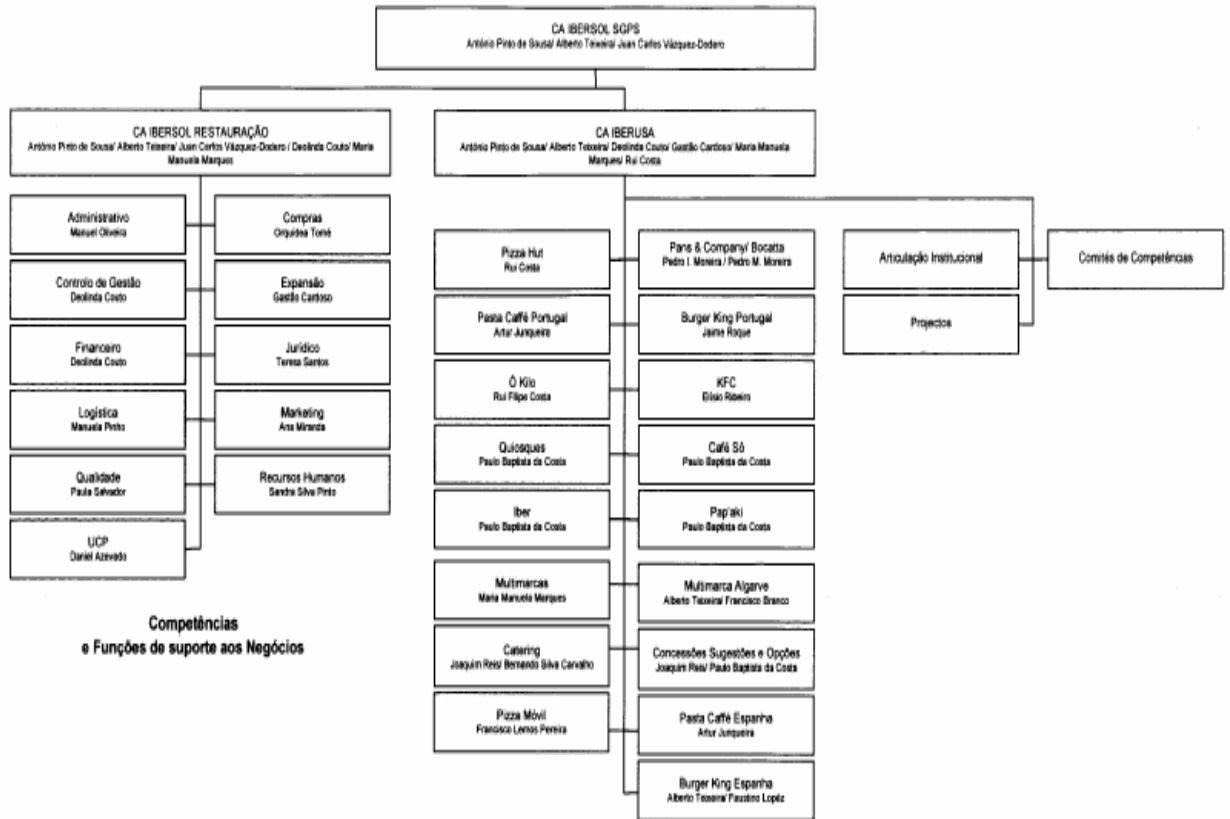 CA IBERSOL SGPS
António Pinto de Sousa/ Alberto Teixeira/ Juan Carlos Vázquez-Dodero
CA IBERSOL RESTAURAÇÃO
António Pinto de Sousa/ Alberto Teixeira/ Juan Carlos Vázquez-Dodero / Deolinda Couto/ Maria
Manuela Marques
CA IBERUSA
António Pinto de Sousa/ Alberto Teixeira/ Deolinda Couto/ Gastão Cardoso/ Maria Manuela
Marques/ Rui Costa
Administrativo
Manuel Oliveira
Compras
Orquídea Tomé
Controlo de Gestão
Deolinda Couto
Expansão
Gastão Cardoso
Financeiro
Deolinda Couto
Jurídico
Teresa Santos
Logística
Manuela Pinho
Marketing
Ana Miranda
Qualidade
Paula Salvador
Recursos Humanos
Sandra Silva Pinto
UCP
Daniel Azevedo
Competências
e Funções de suporte aos Negócios
Pizza Hut
Rui Costa
Pans & Company/ Bocatta
Pedro I. Moreira / Pedro M. Moreira
Pasta Caffé Portugal
Artur Junqueira
Burger King Portugal
Jaime Roque
Ò Kilo
Rui Filipe Costa
KFC
Elísio Ribeiro
Quiosques
Paulo Baptista da Costa
Café Sô
Paulo Baptista da Costa
Iber
Paulo Baptista da Costa
Pap'aki
Paulo Baptista da Costa
Multimarcas
Maria Manuela Marques
Multimarca Algarve
Alberto Teixeira/ Francisco Branco
Catering
Joaquim Reis/ Bernardo Silva Carvalho
Concessões Sugestões e Opções
Joaquim Reis/ Paulo Baptista da Costa
Pizza Móvil
Francisco Lemos Pereira
Pasta Caffé Espanha
Artur Junqueira
Burger King Espanha
Alberto Teixeira/ Faustino Lopéz
Articulação Institucional
Comités de Competências
Projectos